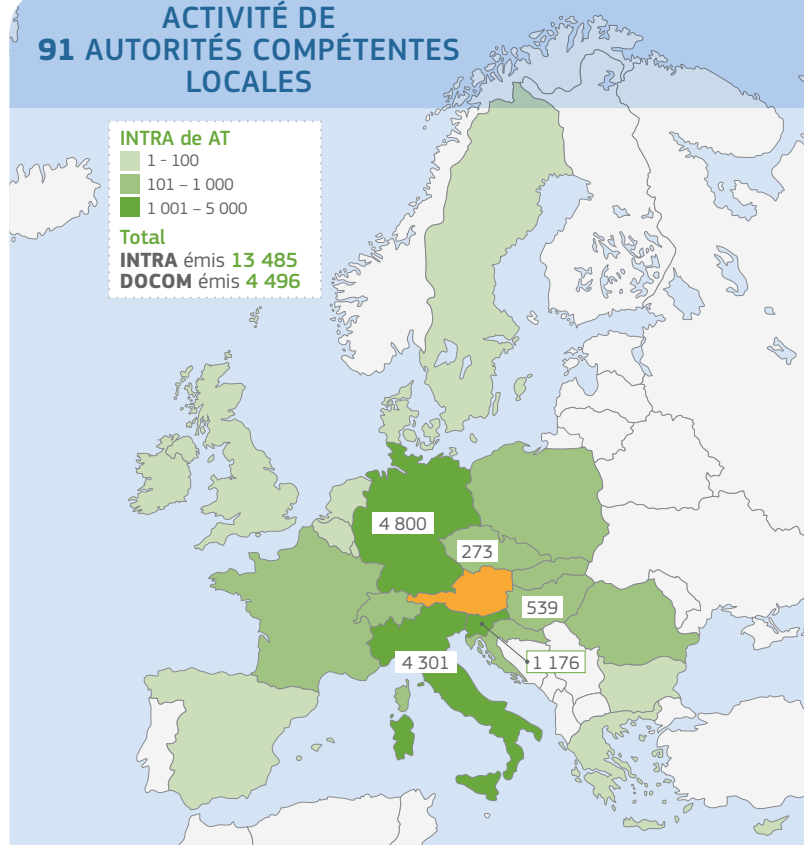 ACTIVITÉ DE
91 AUTORITÉS COMPÉTENTES
LOCALES
INTRA de AT
1 - 100
101 – 1 000
1 001 – 5 000
Total
INTRA émis 13 485
DOCOM émis 4 496
4 800
273
539
4 301
1 176